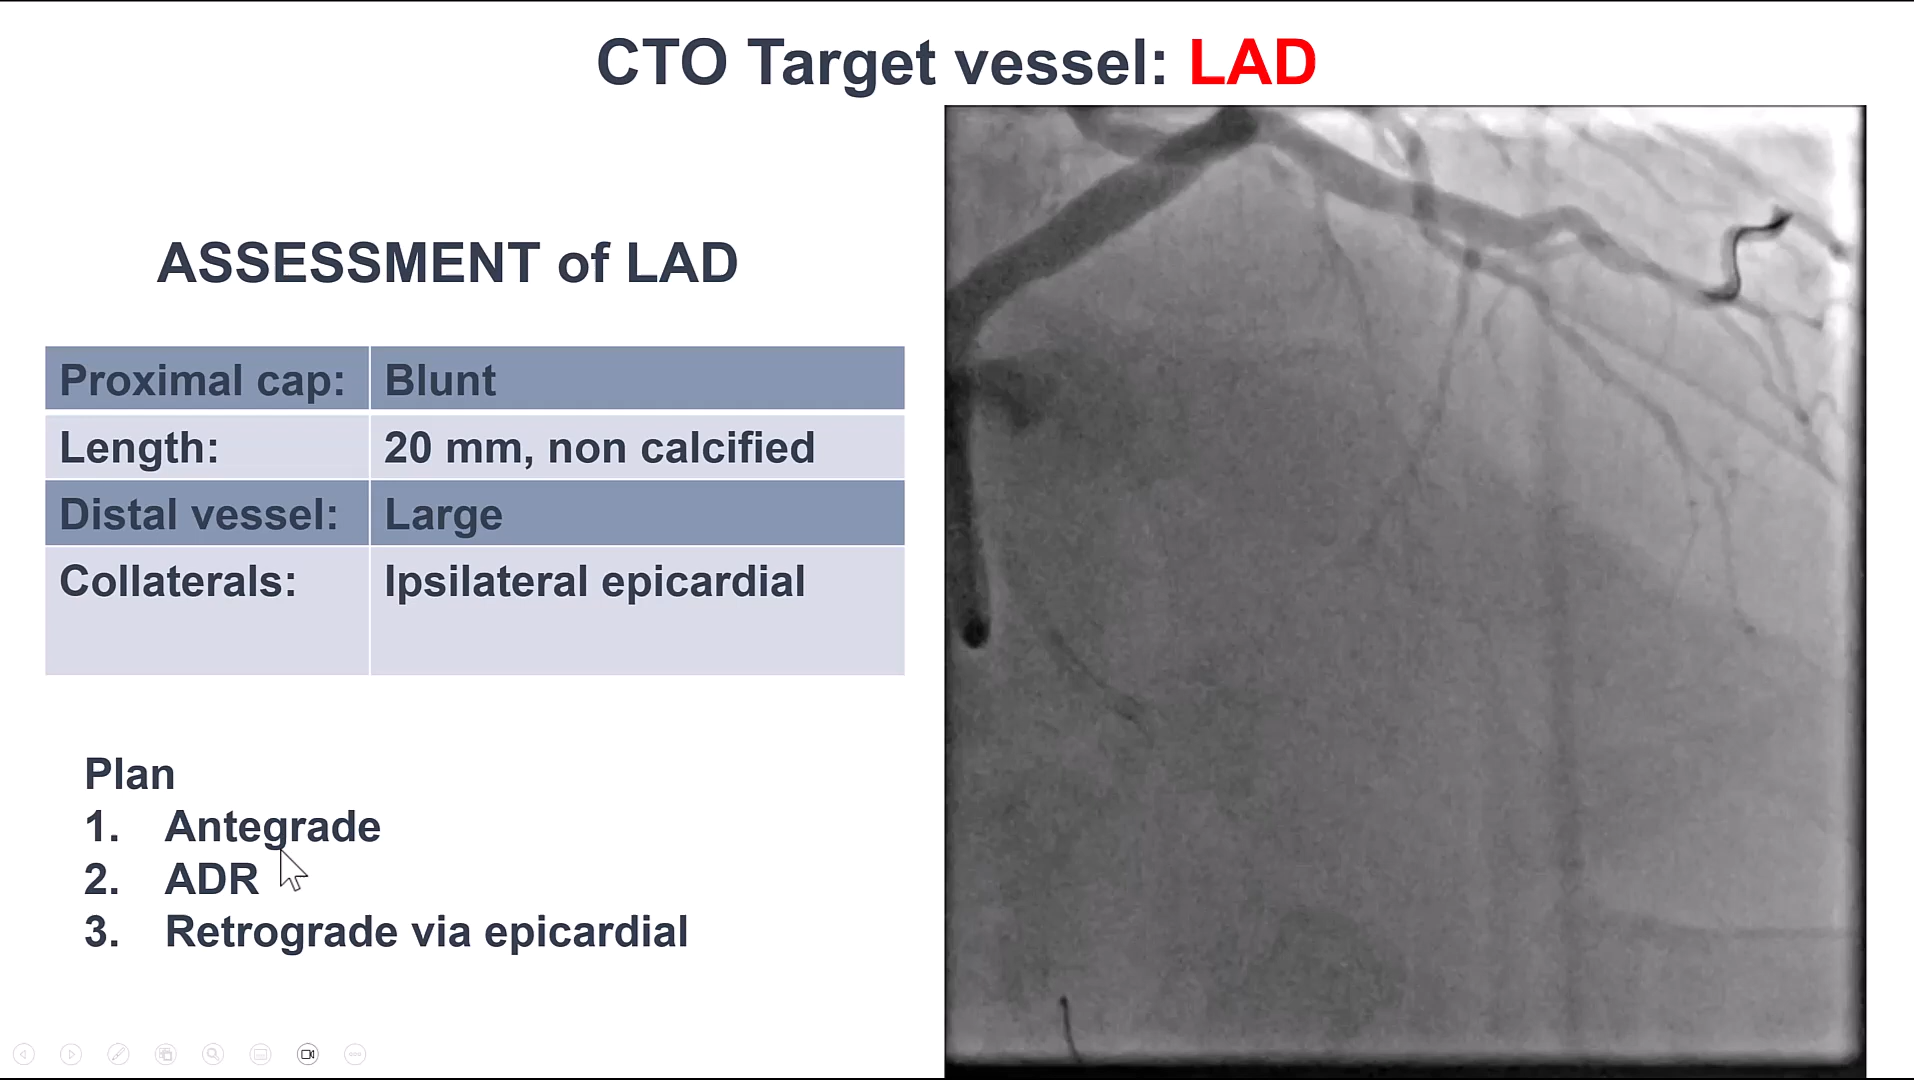 CTO Target vessel: LAD
ASSESSMENT of LAD
Proximal cap: Blunt
Length: 20 mm, non calcified
Distal vessel: Large
Collaterals: Ipsilateral epicardial
Plan
1. Antegrade
2. ADR
3. Retrograde via epicardial